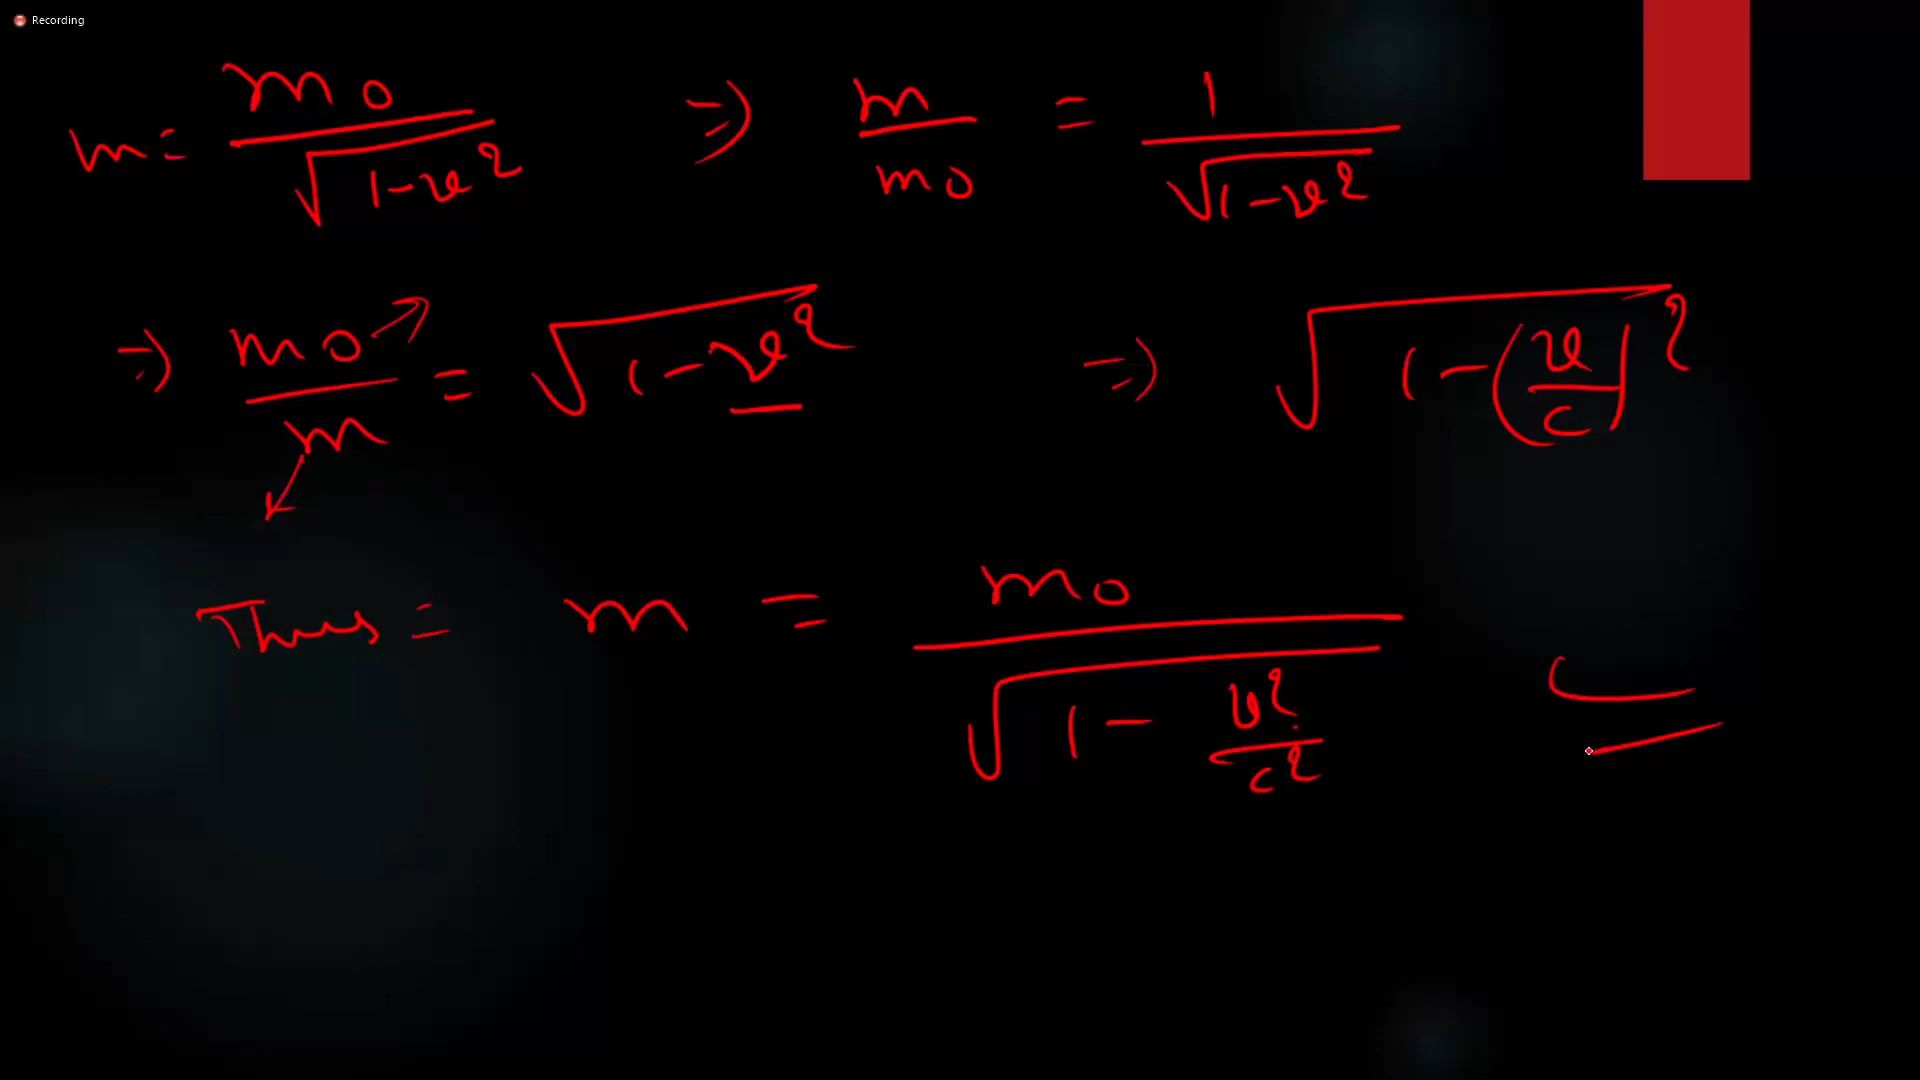 Recording
m = m0 / √(1-v²) ⇒ m/m0 = 1 / √(1-v²)
⇒ m0/m = √(1-v²) ⇒ √(1-(v/c)²)
Thus = m = m0 / √(1 - v²/c²)